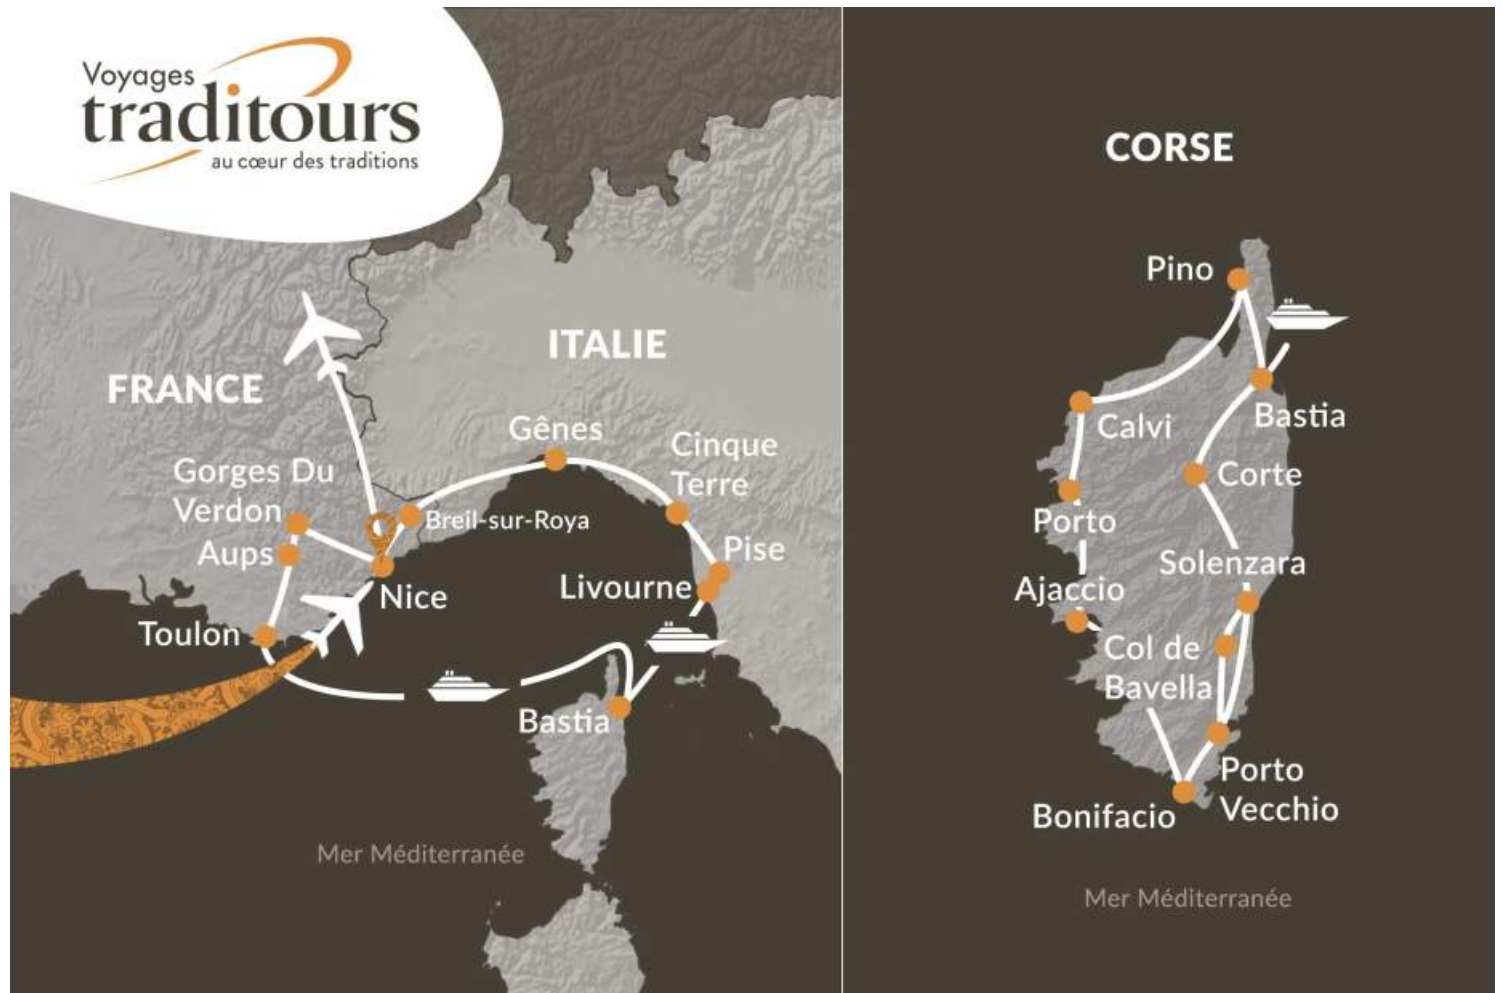 Voyages
traditours
au cœur des traditions
FRANCE
ITALIE
Gênes
Cinque
Terre
Gorges Du
Verdon
Breil-sur-Roya
Aups
Pise
Livourne
Nice
Toulon
Bastia
Mer Méditerranée
CORSE
Pino
Bastia
Calvi
Corte
Porto
Solenzara
Ajaccio
Col de
Bavella
Porto
Vecchio
Bonifacio
Mer Méditerranée